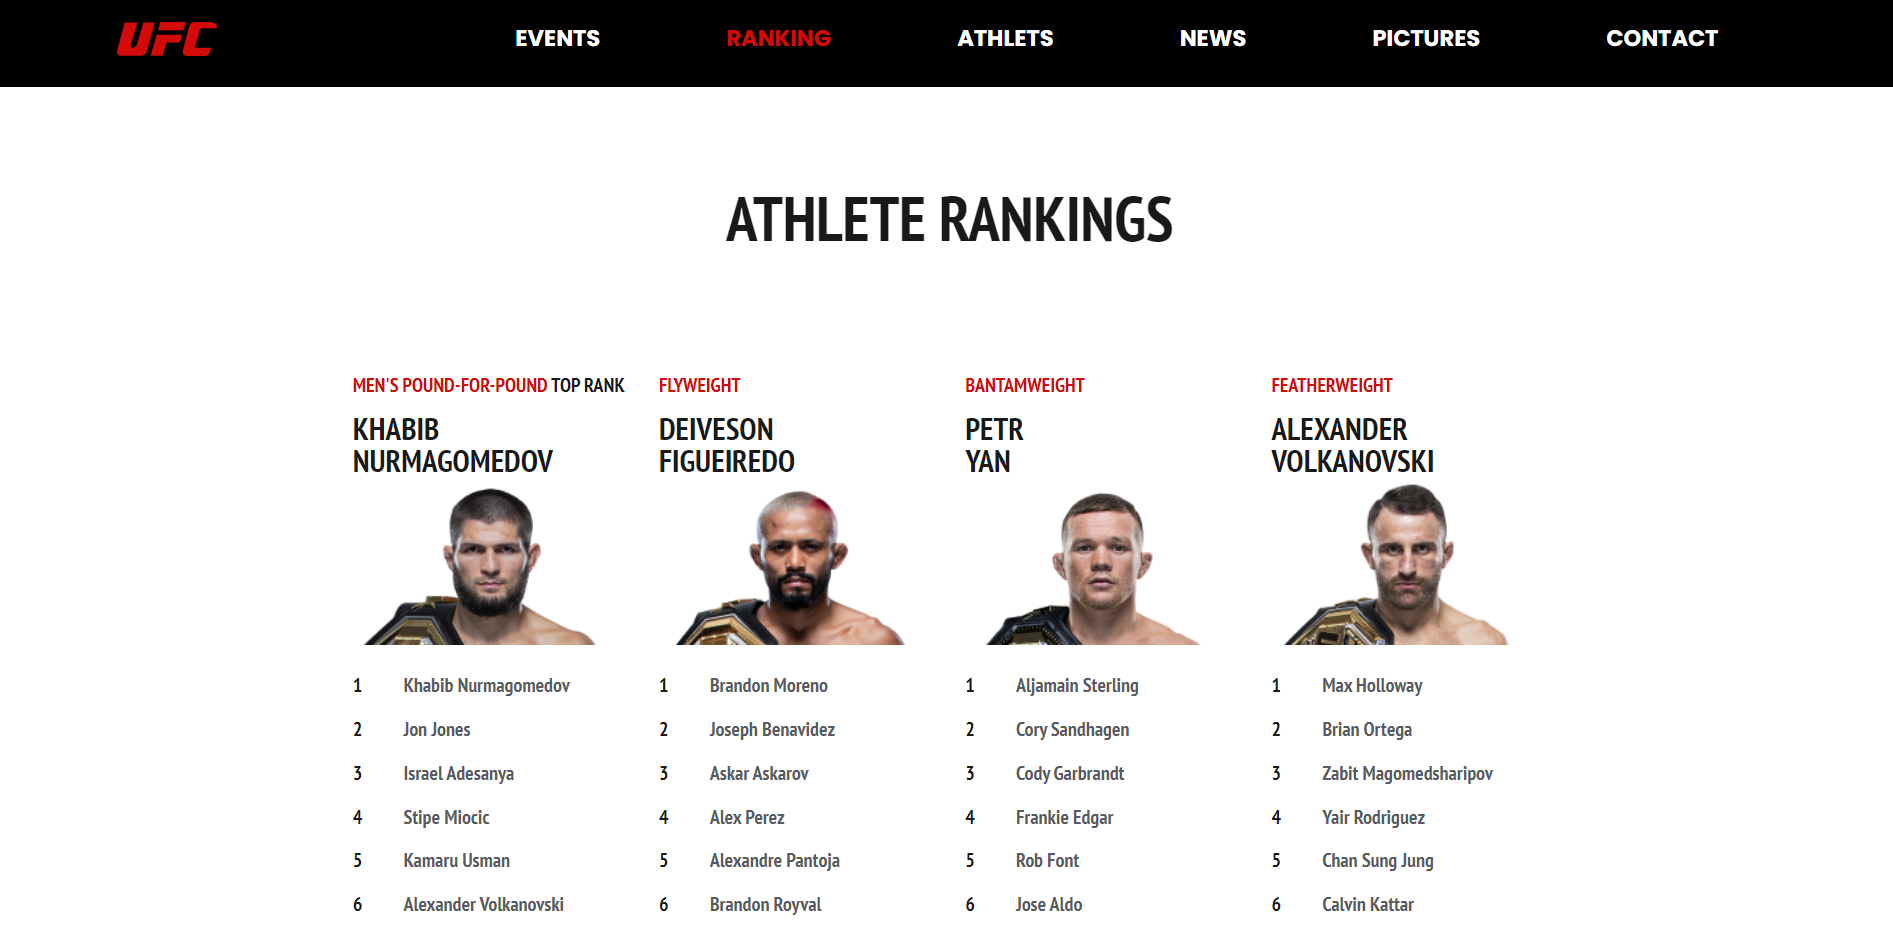 UFC
EVENTS
RANKING
ATHLETS
NEWS
PICTURES
CONTACT
ATHLETE RANKINGS
MEN'S POUND-FOR-POUND TOP RANK
KHABIB
NURMAGOMEDOV
1 Khabib Nurmagomedov
2 Jon Jones
3 Israel Adesanya
4 Stipe Miocic
5 Kamaru Usman
6 Alexander Volkanovski
FLYWEIGHT
DEIVESON
FIGUEIREDO
1 Brandon Moreno
2 Joseph Benavidez
3 Askar Askarov
4 Alex Perez
5 Alexandre Pantoja
6 Brandon Royval
BANTAMWEIGHT
PETR
YAN
1 Aljamain Sterling
2 Cory Sandhagen
3 Cody Garbrandt
4 Frankie Edgar
5 Rob Font
6 Jose Aldo
FEATHERWEIGHT
ALEXANDER
VOLKANOVSKI
1 Max Holloway
2 Brian Ortega
3 Zabit Magomedsharipov
4 Yair Rodriguez
5 Chan Sung Jung
6 Calvin Kattar